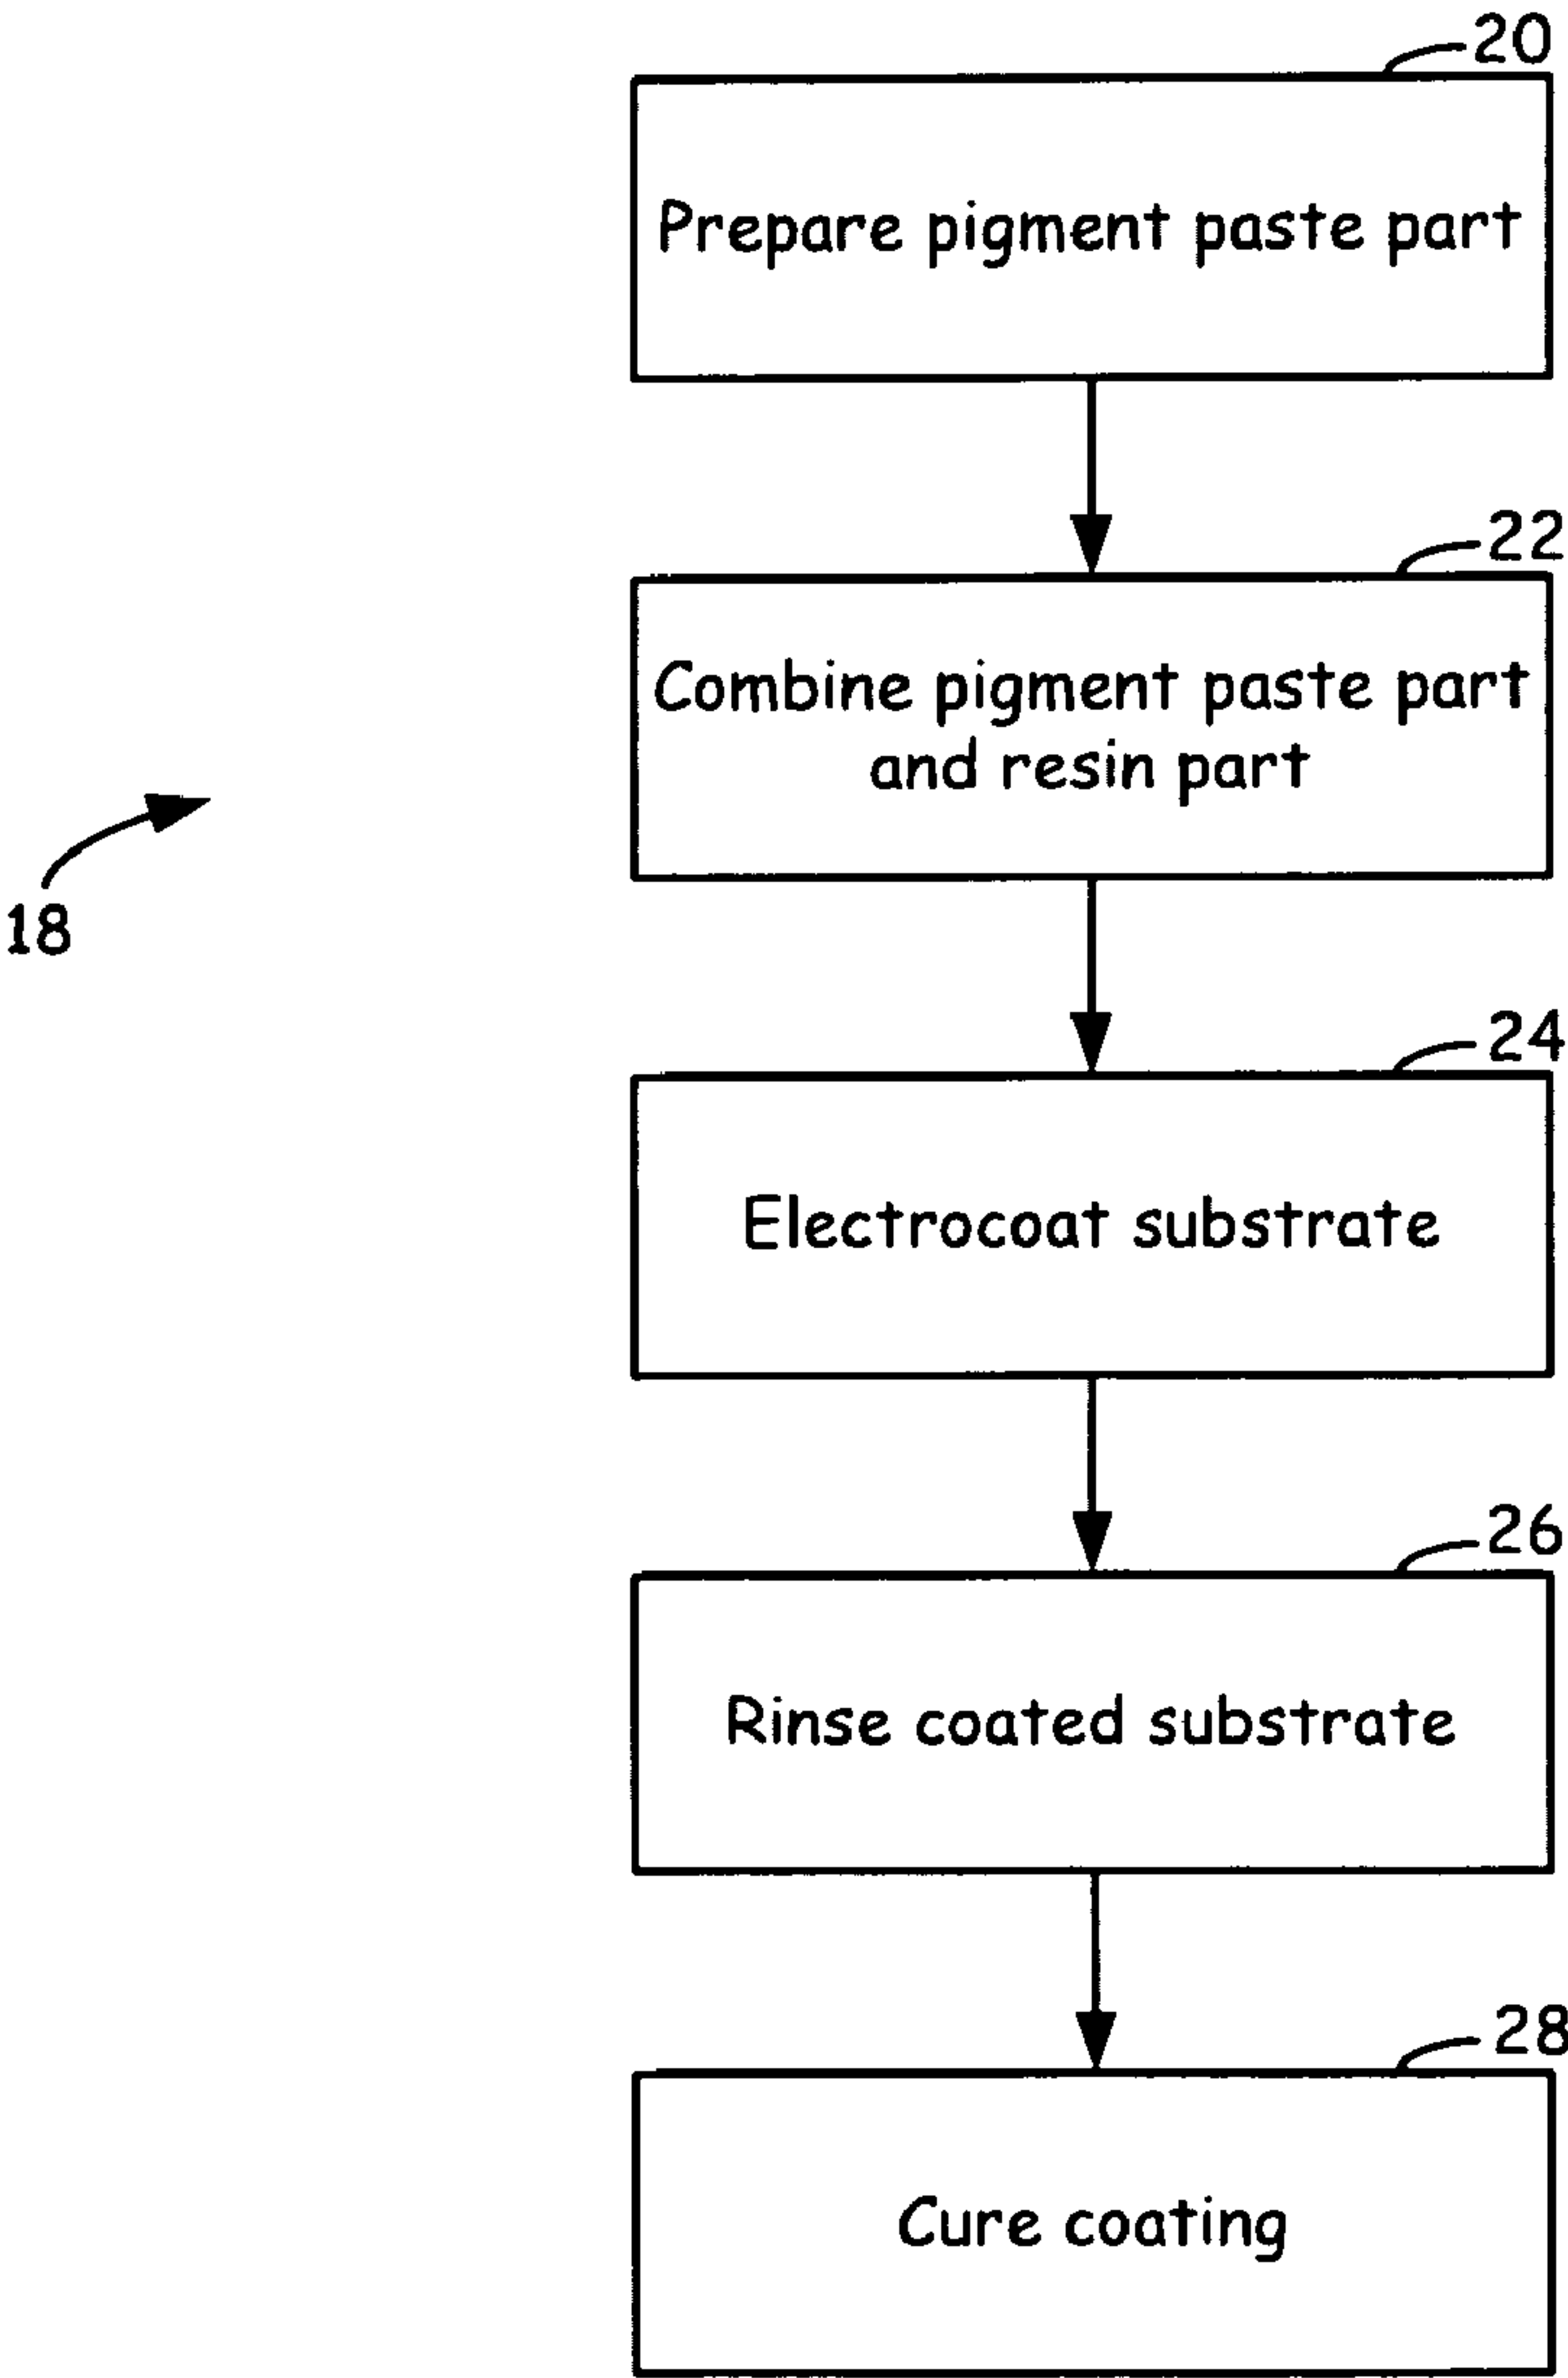 20
Prepare pigment paste part
22
Combine pigment paste part
and resin part
18
24
Electrocoat substrate
26
Rinse coated substrate
28
Cure coating